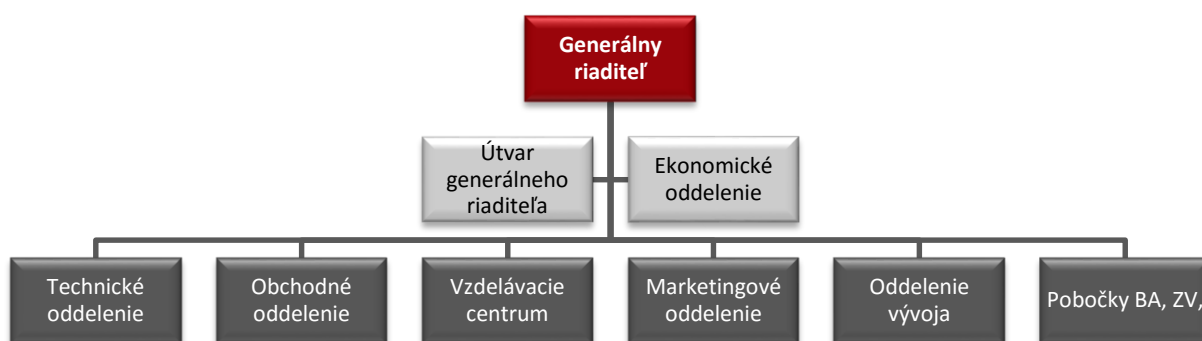 Generálny
riaditeľ
Útvar
generálneho
riaditeľa
Ekonomické
oddelenie
Technické
oddelenie
Obchodné
oddelenie
Vzdelávacie
centrum
Marketingové
oddelenie
Oddelenie
vývoja
Pobočky BA, ZV,